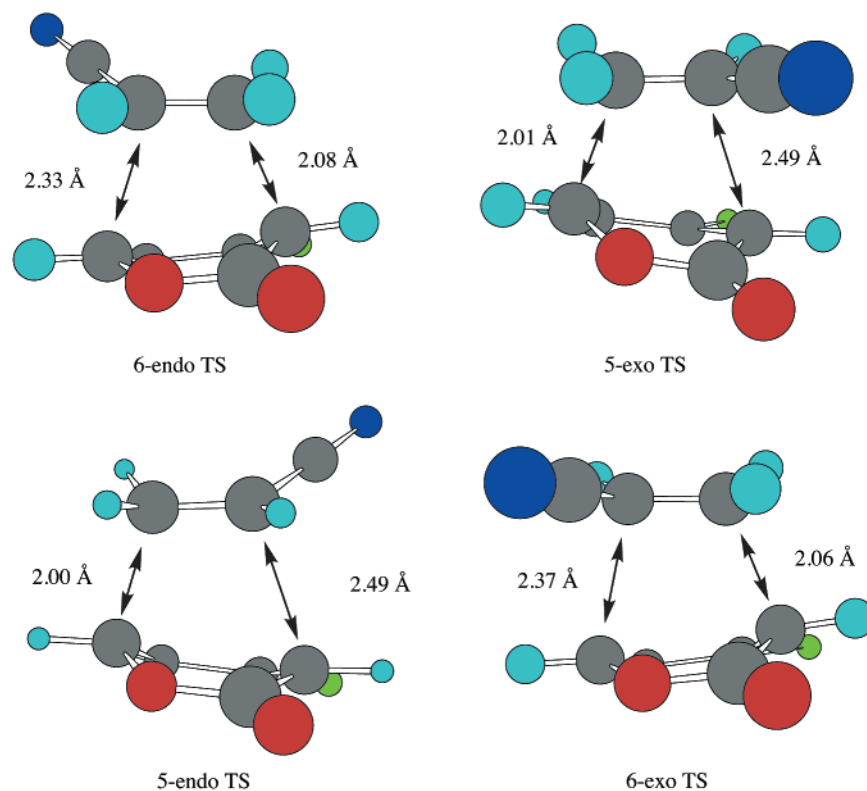 2.33 Å
2.08 Å
6-endo TS
2.01 Å
2.49 Å
5-exo TS
2.00 Å
2.49 Å
5-endo TS
2.37 Å
2.06 Å
6-exo TS